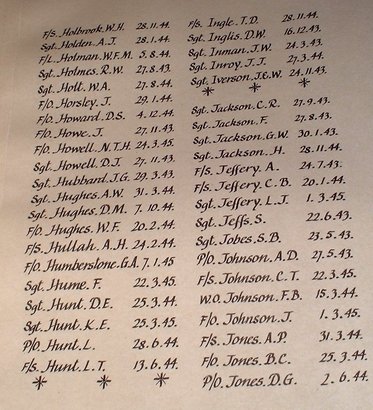 F/S. Holbrook. W.H. 28.11.44.
Sgt. Holden. A.J. 28.1.44.
F/L. Holman. W.F.M. 5.8.44.
Sgt. Holmes. R.W. 27.8.43.
Sgt. Holt. W.A. 27.8.44.
F/O. Horsley. J. 29.1.44.
F/O. Howard. D.S. 4.12.44.
F/O. Howe. J. 27.11.43.
F/O. Howell. N.T.H. 24.3.45.
Sgt. Howell. D.J. 27.11.43.
Sgt. Hubbard. J.G. 29.3.43.
Sgt. Hughes. A.W. 31.3.44.
Sgt. Hughes. D.M. 7.10.44.
F/O. Hughes. W.F. 20.2.44.
F/S. Hullah. A.H. 24.2.44.
F/O. Humberstone. G.A. 7.1.45
Sgt. Hume. F. 22.3.45.
Sgt. Hunt. D.E. 25.3.44.
Sgt. Hunt. K.E. 25.3.45.
P/O. Hunt. L. 28.6.44.
F/S. Hunt. L.T. 13.6.44.
F/S. Ingle. T.D. 28.11.44.
Sgt. Inglis. D.W. 16.12.43.
Sgt. Inman. J.W. 24.3.43.
Sgt. Inroy. J.J. 27.3.44.
Sgt. Iverson. J.E.W. 24.11.43.
Sgt. Jackson. C.R. 27.9.43.
Sgt. Jackson. F. 27.8.43.
Sgt. Jackson. G.W. 30.1.43.
Sgt. Jackson. H. 28.11.44.
F/S. Jeffery. A. 24.7.43.
F/S. Jeffery. C.B. 20.1.44.
Sgt. Jeffery. L.J. 1.3.45.
Sgt. Jeffs. S. 22.6.43.
Sgt. Jobes. S.B. 23.5.43.
P/O. Johnson. A.D. 27.5.43.
F/S. Johnson. C.T. 22.3.45.
W.O. Johnson. F.B. 15.3.44.
F/O. Johnson. J. 1.3.45.
F/S. Jones. A.P. 31.3.44.
F/O. Jones. B.C. 25.3.44.
P/O. Jones. D.G. 2.6.44.